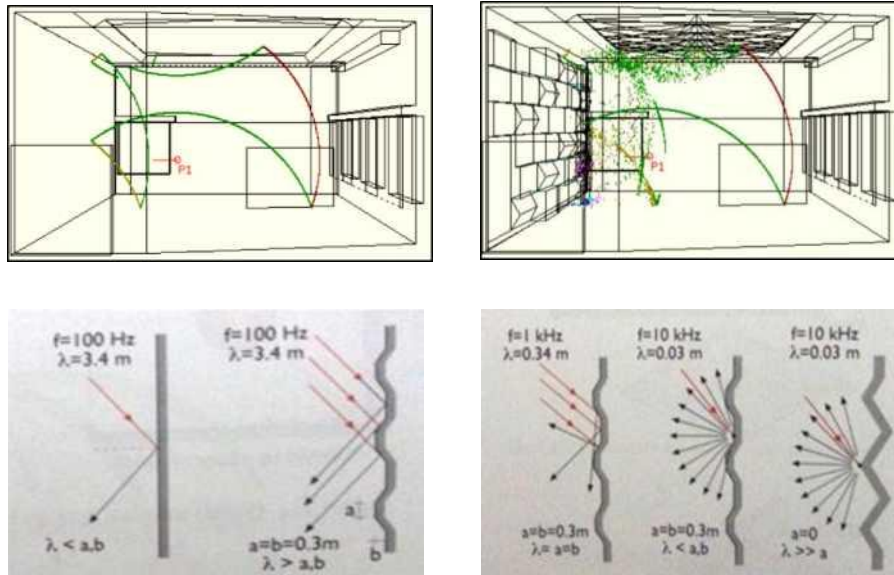 P1
P1
f=100 Hz
λ=3.4 m
λ < a,b
f=100 Hz
λ=3.4 m
a
b
a=b=0.3m
λ > a,b
f=1 kHz
λ=0.34 m
a=b=0.3m
λ= a=b
f=10 kHz
λ=0.03 m
a=b=0.3m
λ < a,b
f=10 kHz
λ=0.03 m
a=0
λ >> a